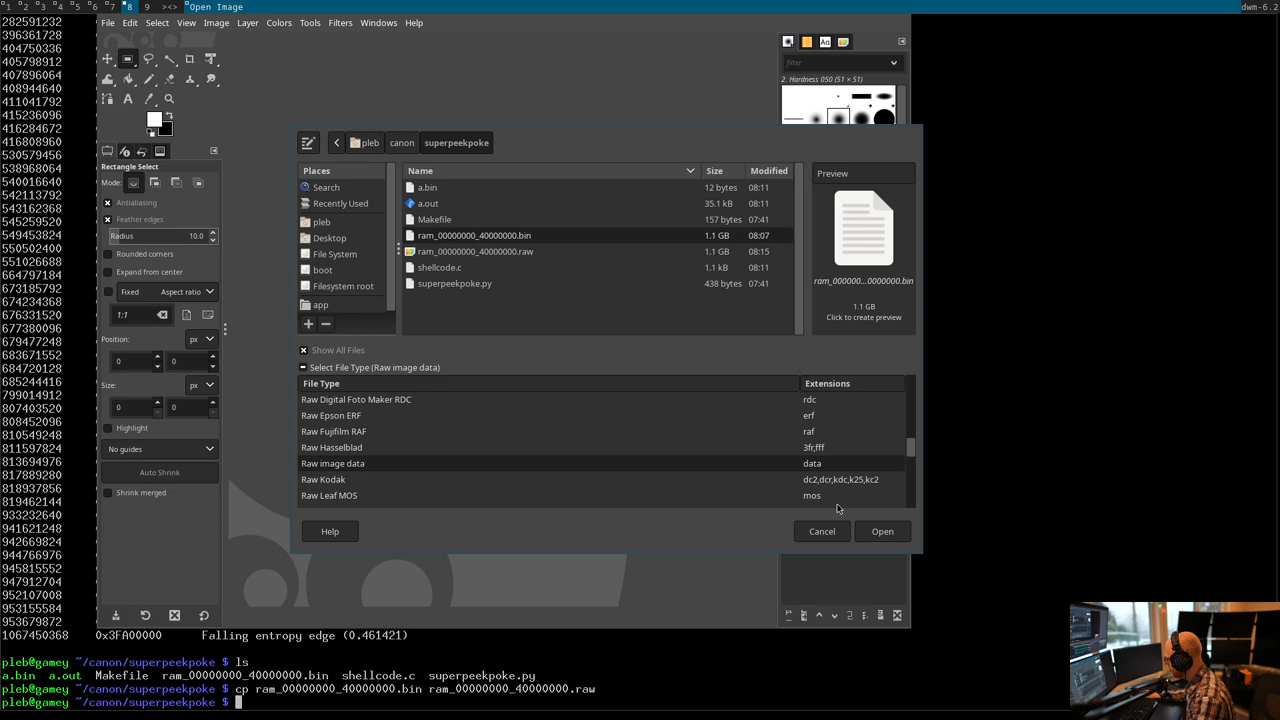 1 2 3 4 5 6 7 8 9 ><> Open Image dwm-6.2
File Edit Select View Image Layer Colors Tools Filters Windows Help
282591232
396361728
404750336
405798912
407896064
408944640
411041792
415236096
416284672
416808960
530579456
538968064
540016640
542113792
543162368
545259520
549453824
550502400
551026688
664797184
673185792
674234368
676331520
677380096
679477248
683671552
684720128
685244416
799014912
807403520
808452096
810549248
811597824
813694976
817889280
818937856
819462144
933232640
941621248
942669824
944766976
945815552
947912704
952107008
953155584
953679872
1067450368 0x3FA00000 Falling entropy edge (0.461421)
pleb@gamey ~/canon/superpeekpoke $ ls
a.bin a.out Makefile ram_00000000_40000000.bin shellcode.c superpeekpoke.py
pleb@gamey ~/canon/superpeekpoke $ cp ram_00000000_40000000.bin ram_00000000_40000000.raw
pleb@gamey ~/canon/superpeekpoke $
Rectangle Select
Mode:
Antialiasing
Feather edges
Radius 10.0
Rounded corners
Expand from center
Fixed Aspect ratio
1:1
Position: px
0 0
Size: px
0 0
Highlight
No guides
Auto Shrink
Shrink merged
Aa
filter
2. Hardness 050 (51 × 51)
pleb canon superpeekpoke
Places
Search
Recently Used
pleb
Desktop
File System
boot
Filesystem root
app
Name Size Modified
a.bin 12 bytes 08:11
a.out 35.1 kB 08:11
Makefile 157 bytes 07:41
ram_00000000_40000000.bin 1.1 GB 08:07
ram_00000000_40000000.raw 1.1 GB 08:15
shellcode.c 1.1 kB 08:11
superpeekpoke.py 438 bytes 07:41
Preview
ram_000000...0000000.bin
1.1 GB
Click to create preview
Show All Files
Select File Type (Raw image data)
File Type Extensions
Raw Digital Foto Maker RDC rdc
Raw Epson ERF erf
Raw Fujifilm RAF raf
Raw Hasselblad 3fr,fff
Raw image data data
Raw Kodak dc2,dcr,kdc,k25,kc2
Raw Leaf MOS mos
Help Cancel Open